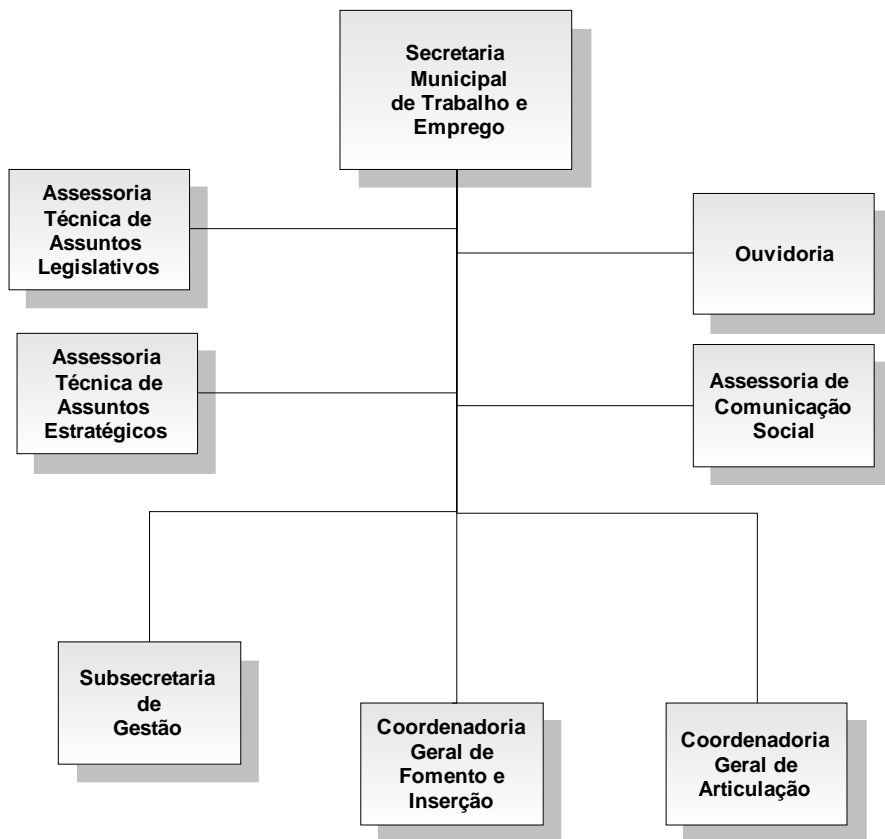 Secretaria
Municipal
de Trabalho e
Emprego
Assessoria
Técnica de
Assuntos
Legislativos
Ouvidoria
Assessoria
Técnica de
Assuntos
Estratégicos
Assessoria de
Comunicação
Social
Subsecretaria
de
Gestão
Coordenadoria
Geral de
Fomento e
Inserção
Coordenadoria
Geral de
Articulação